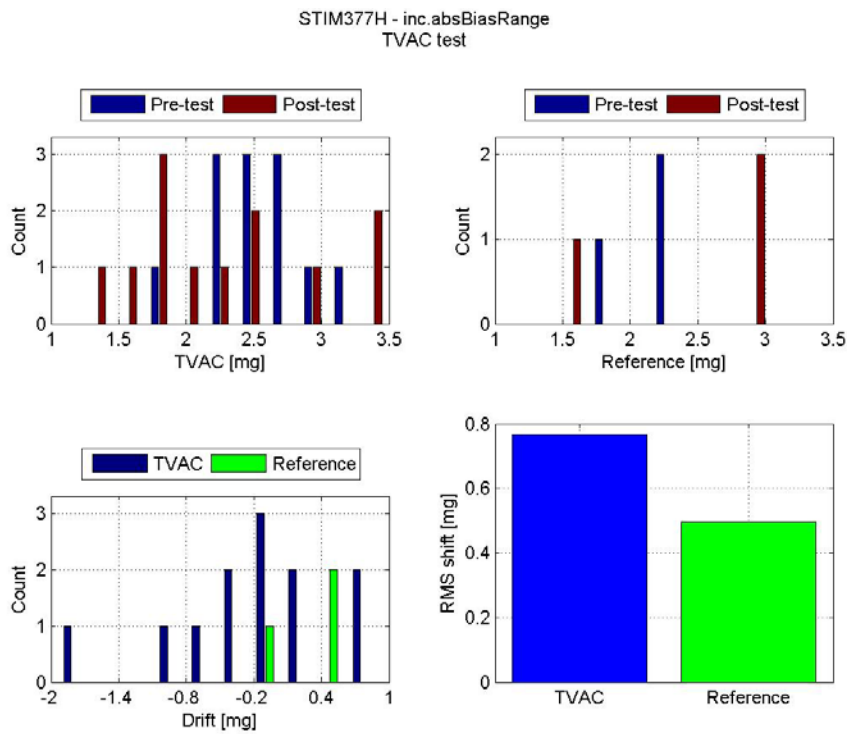 STIM377H - inc.absBiasRange
TVAC test
Pre-test Post-test
3
2
1
0
Count
1 1.5 2 2.5 3 3.5
TVAC [mg]
Pre-test Post-test
2
1
0
Count
1 1.5 2 2.5 3 3.5
Reference [mg]
TVAC Reference
3
2
1
0
Count
-2 -1.4 -0.8 -0.2 0.4 1
Drift [mg]
0.8
0.6
0.4
0.2
0
RMS shift [mg]
TVAC Reference